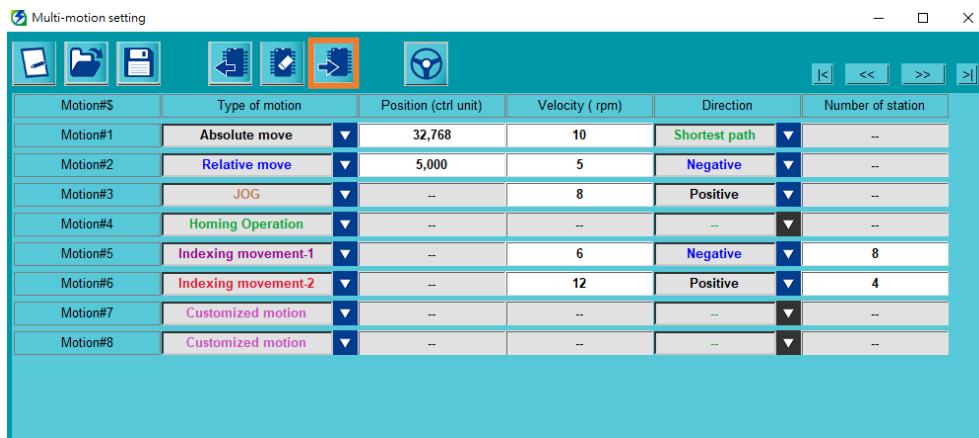 Multi-motion setting
|< << >> >|
Motion#$ Type of motion Position (ctrl unit) Velocity ( rpm) Direction Number of station
Motion#1 Absolute move 32,768 10 Shortest path --
Motion#2 Relative move 5,000 5 Negative --
Motion#3 JOG -- 8 Positive --
Motion#4 Homing Operation -- -- -- --
Motion#5 Indexing movement-1 -- 6 Negative 8
Motion#6 Indexing movement-2 -- 12 Positive 4
Motion#7 Customized motion -- -- -- --
Motion#8 Customized motion -- -- -- --